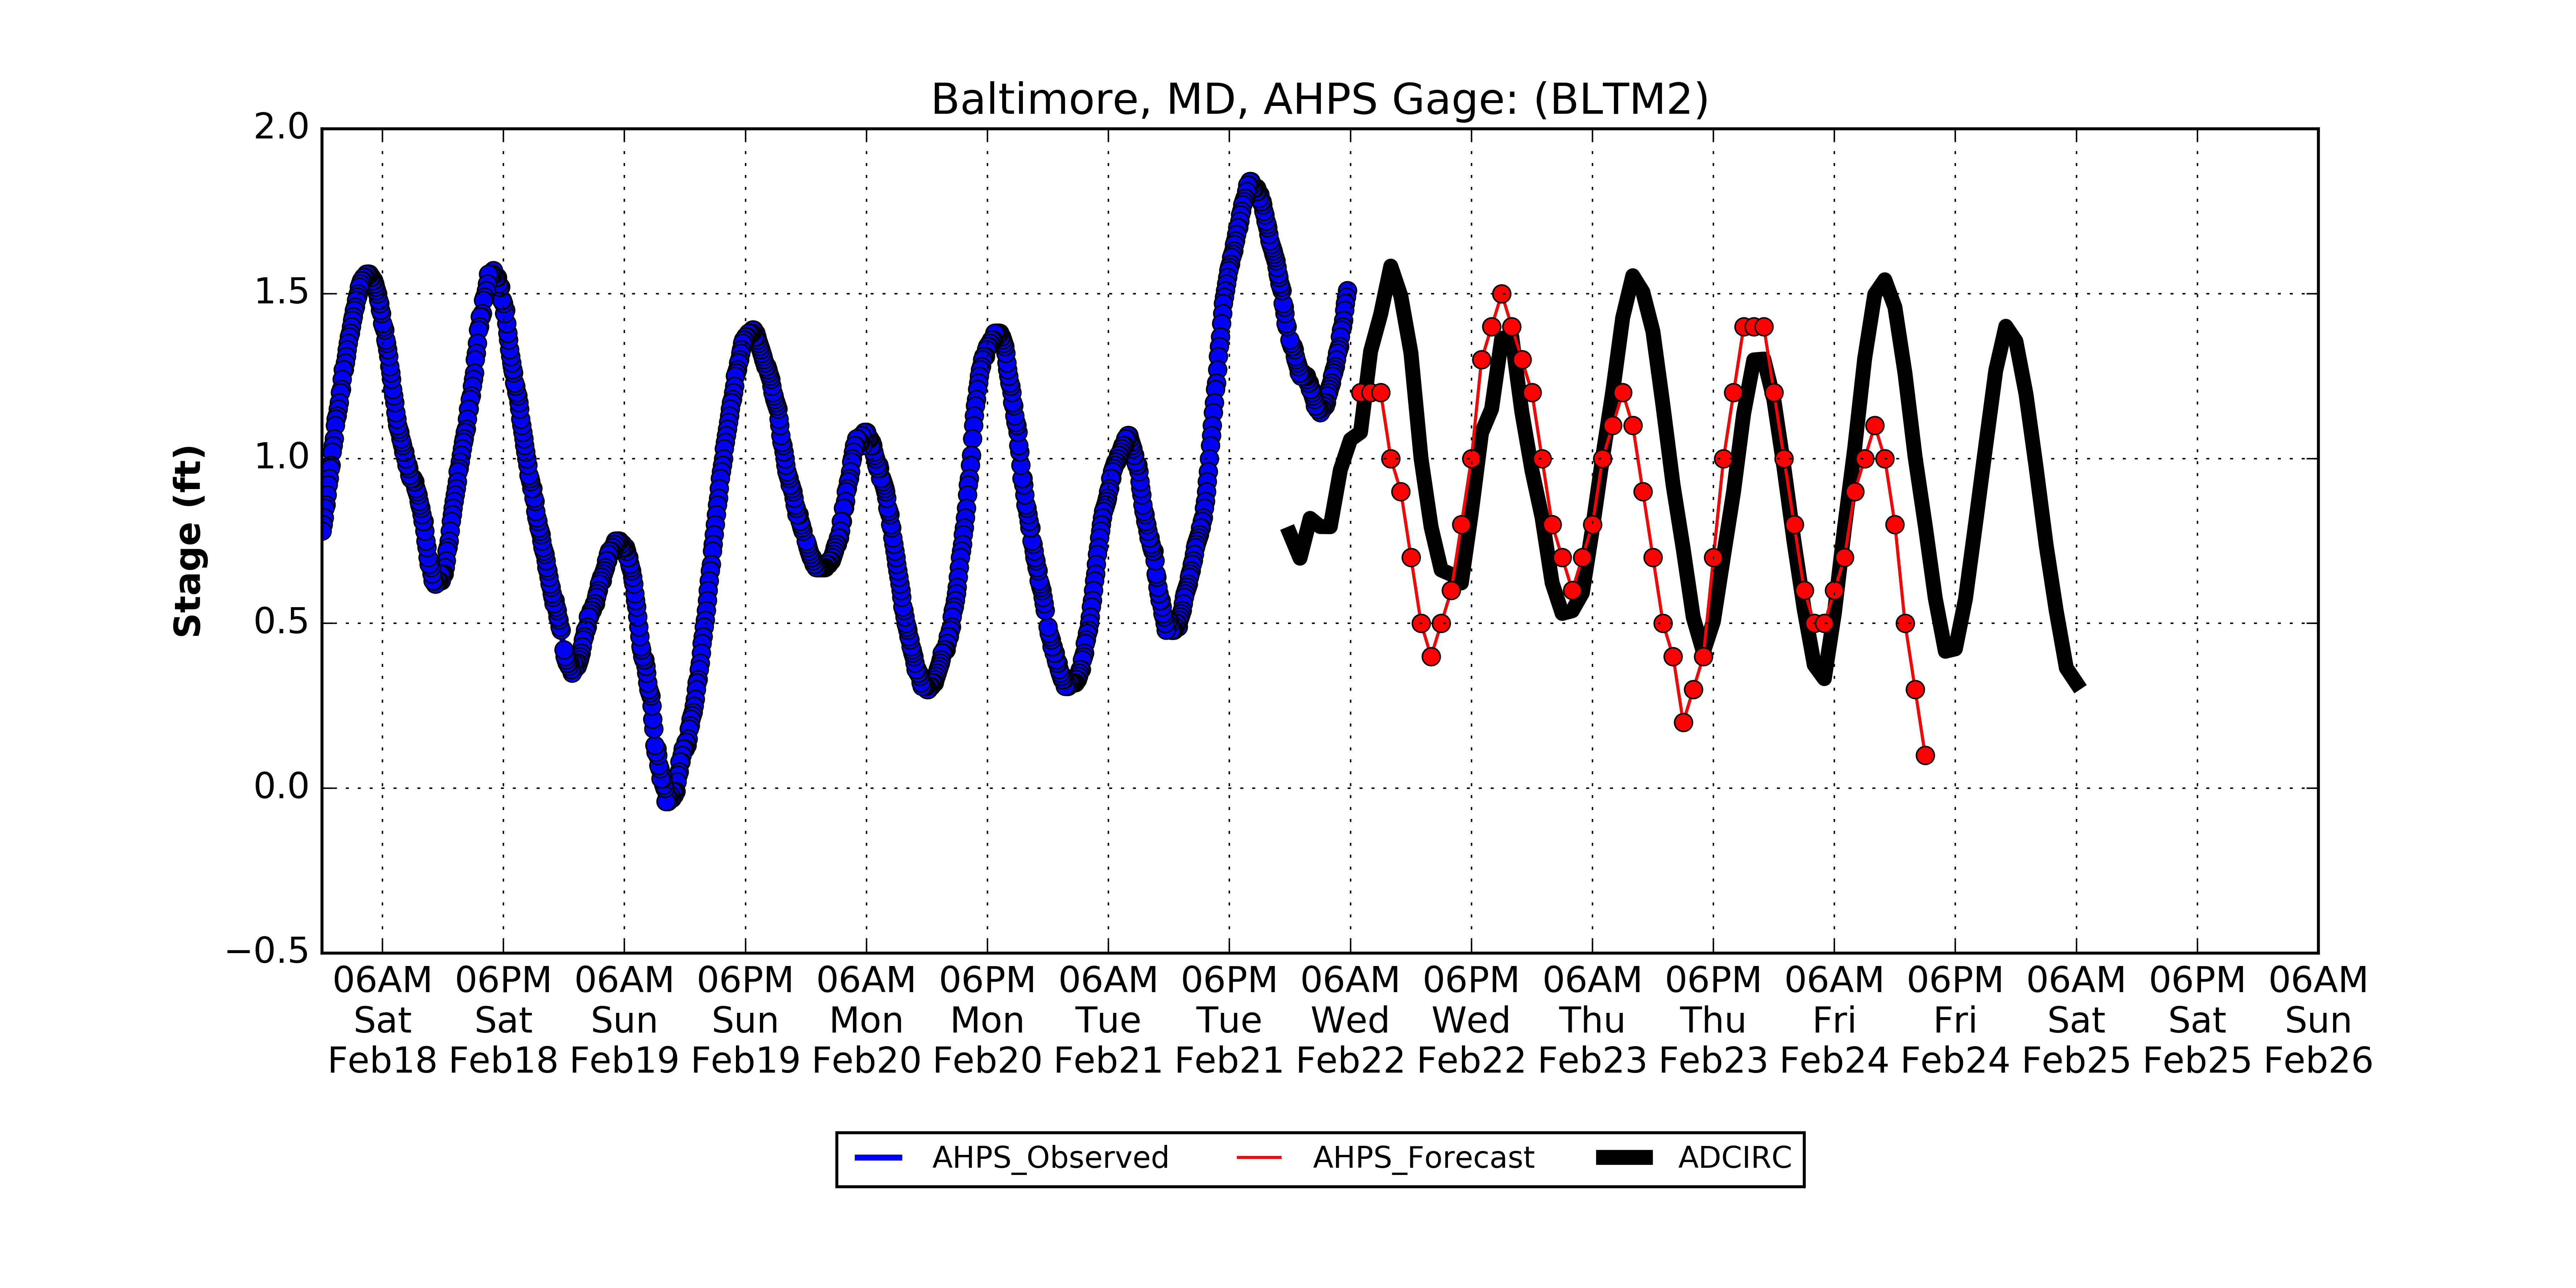 Baltimore, MD, AHPS Gage: (BLTM2)
2.0
1.5
1.0
0.5
0.0
−0.5
Stage (ft)
06AM 06PM 06AM 06PM 06AM 06PM 06AM 06PM 06AM 06PM 06AM 06PM 06AM 06PM 06AM 06PM 06AM
Sat Sat Sun Sun Mon Mon Tue Tue Wed Wed Thu Thu Fri Fri Sat Sat Sun
Feb18 Feb18 Feb19 Feb19 Feb20 Feb20 Feb21 Feb21 Feb22 Feb22 Feb23 Feb23 Feb24 Feb24 Feb25 Feb25 Feb26
AHPS_Observed AHPS_Forecast ADCIRC